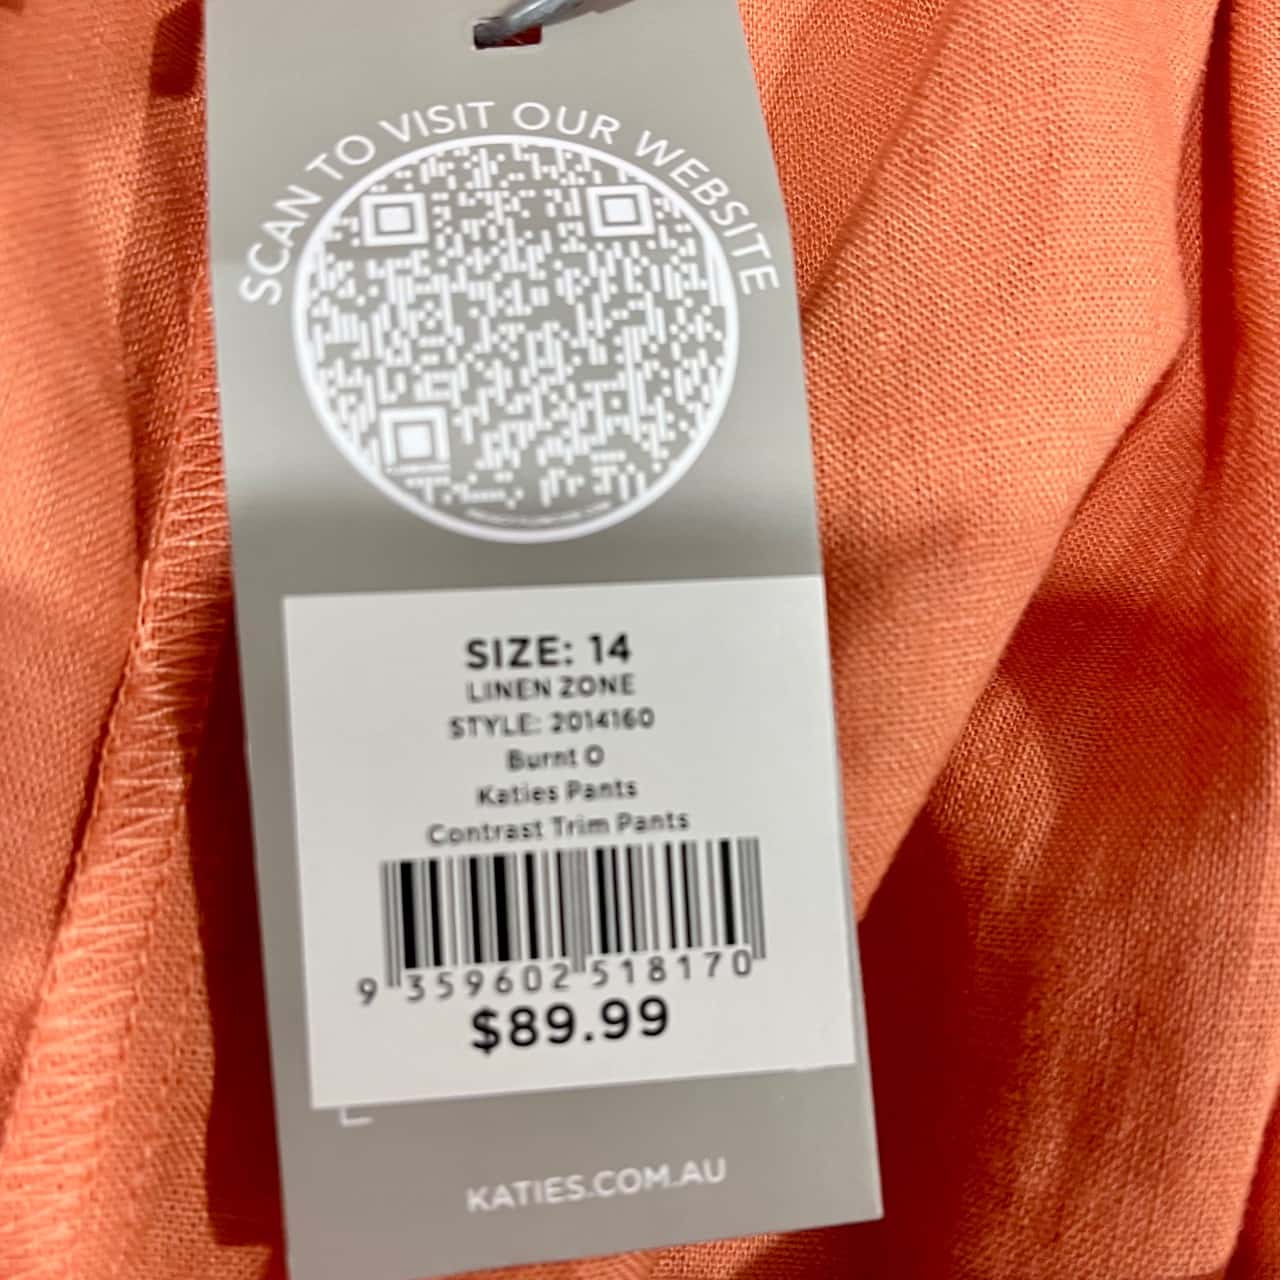 SCAN TO VISIT OUR WEBSITE
SIZE: 14
LINEN ZONE
STYLE: 2014160
Burnt O
Katies Pants
Contrast Trim Pants
9 359602 518170
$89.99
KATIES.COM.AU